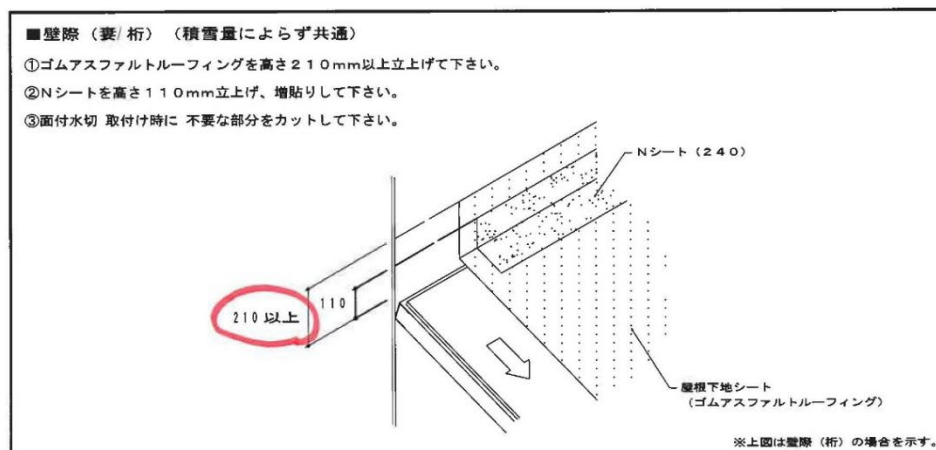 ■壁際(妻/桁)(積雪量によらず共通)
①ゴムアスファルトルーフィングを高さ210mm以上立上げて下さい。
②Nシートを高さ110mm立上げ、増貼りして下さい。
③面付水切 取付け時に 不要な部分をカットして下さい。
Nシート(240)
110
210以上
屋根下地シート
(ゴムアスファルトルーフィング)
※上図は壁際(桁)の場合を示す。